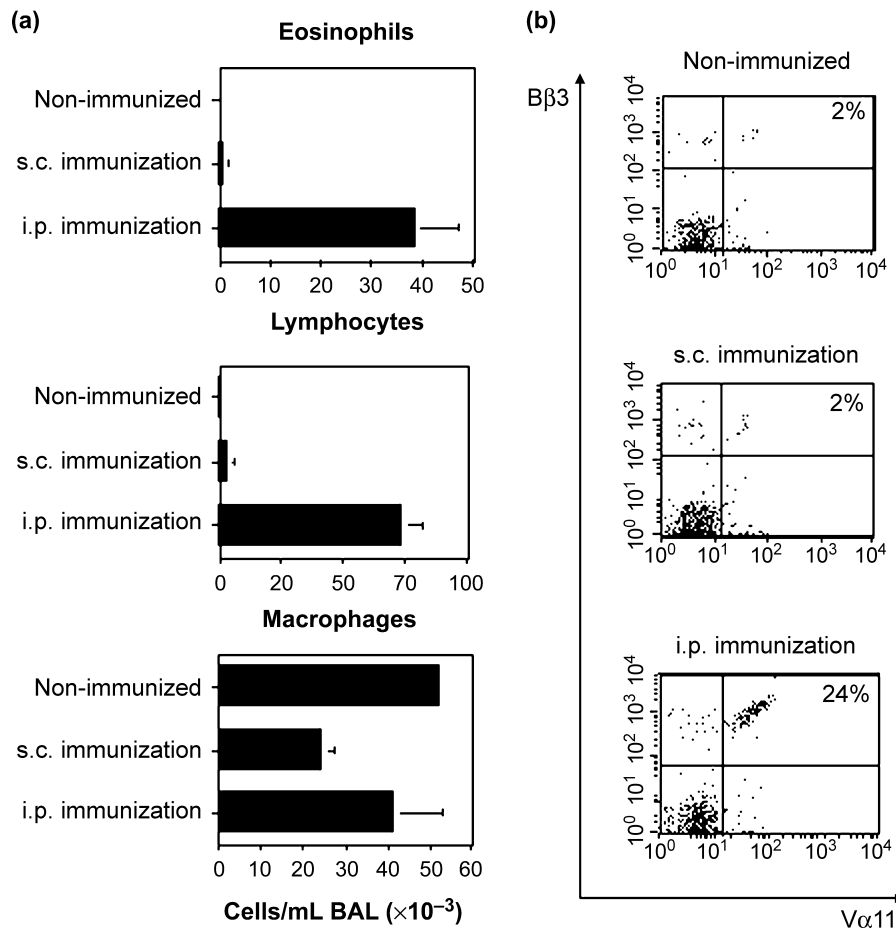 (a)
Eosinophils
Non-immunized
s.c. immunization
i.p. immunization
0 10 20 30 40 50
Lymphocytes
Non-immunized
s.c. immunization
i.p. immunization
0 20 50 70 100
Macrophages
Non-immunized
s.c. immunization
i.p. immunization
0 10 20 30 40 50 60
Cells/mL BAL (×10⁻³)
(b)
Bβ3
Non-immunized
2%
10⁰ 10¹ 10² 10³ 10⁴
10⁰ 10¹ 10² 10³ 10⁴
s.c. immunization
2%
10⁰ 10¹ 10² 10³ 10⁴
10⁰ 10¹ 10² 10³ 10⁴
i.p. immunization
24%
10⁰ 10¹ 10² 10³ 10⁴
10⁰ 10¹ 10² 10³ 10⁴
Vα11